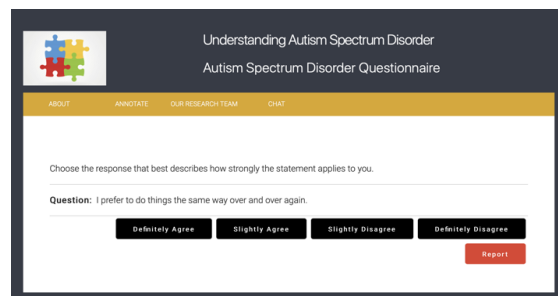 Understanding Autism Spectrum Disorder
Autism Spectrum Disorder Questionnaire
ABOUT ANNOTATE OUR RESEARCH TEAM CHAT
Choose the response that best describes how strongly the statement applies to you.
Question: I prefer to do things the same way over and over again.
Definitely Agree Slightly Agree Slightly Disagree Definitely Disagree
Report